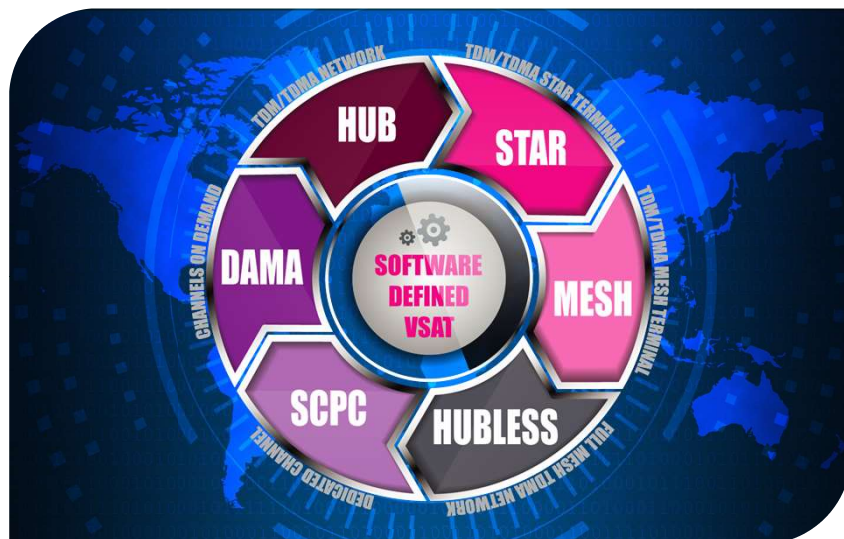 TDM/TDMA NETWORK
HUB
TDM/TDMA STAR TERMINAL
STAR
TDM/TDMA MESH TERMINAL
MESH
FULL MESH TDMA NETWORK
HUBLESS
DEDICATED CHANNEL
SCPC
CHANNELS ON DEMAND
DAMA
SOFTWARE
DEFINED
VSAT